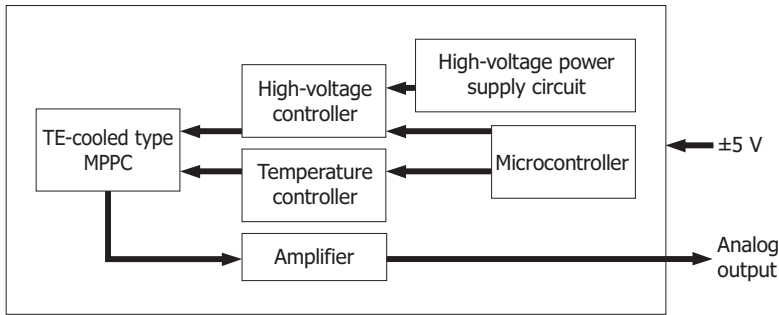 High-voltage power
supply circuit
High-voltage
controller
TE-cooled type
MPPC
Microcontroller
±5 V
Temperature
controller
Amplifier
Analog
output